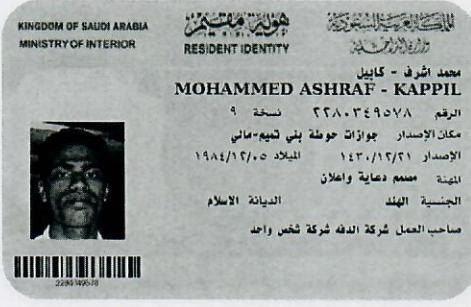 KINGDOM OF SAUDI ARABIA
MINISTRY OF INTERIOR
هوية مقيم
RESIDENT IDENTITY
المملكة العربية السعودية
وزارة الداخلية
محمد اشرف - كابيل
MOHAMMED ASHRAF - KAPPIL
الرقم ٢٢٨٠٣٤٩٥٧٨ نسخة ٩
مكان الإصدار جوازات حوطة بني تميم-مالي
الإصدار ١٤٣٠/١٢/٢١ الميلاد ١٩٨٤/١٢/٠٥
المهنة مصمم دعاية واعلان
الجنسية الهند الديانة الاسلام
صاحب العمل شركة الدفه شركة شخص واحد
2280349578